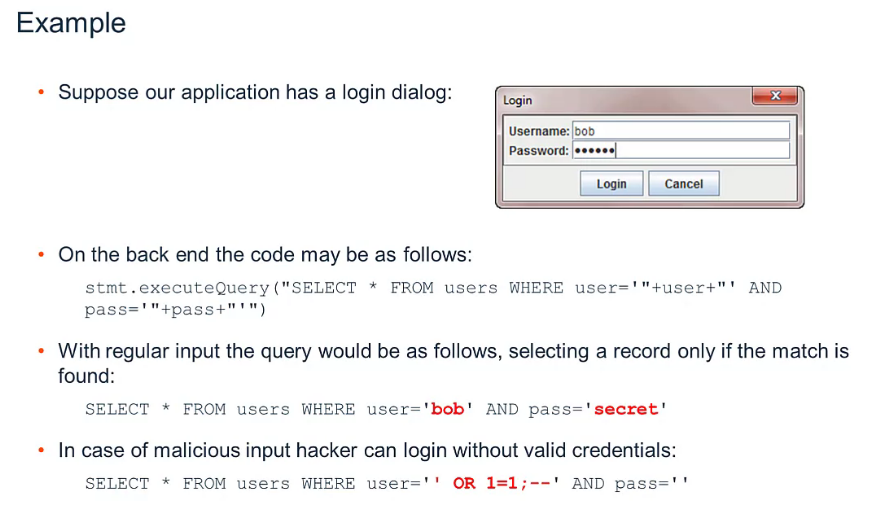 Example
• Suppose our application has a login dialog:
Login
Username: bob
Password: ••••••
Login Cancel
• On the back end the code may be as follows:
stmt.executeQuery("SELECT * FROM users WHERE user='"+user+"' AND
pass='"+pass+"'")
• With regular input the query would be as follows, selecting a record only if the match is
found:
SELECT * FROM users WHERE user='bob' AND pass='secret'
• In case of malicious input hacker can login without valid credentials:
SELECT * FROM users WHERE user='' OR 1=1;--' AND pass=''